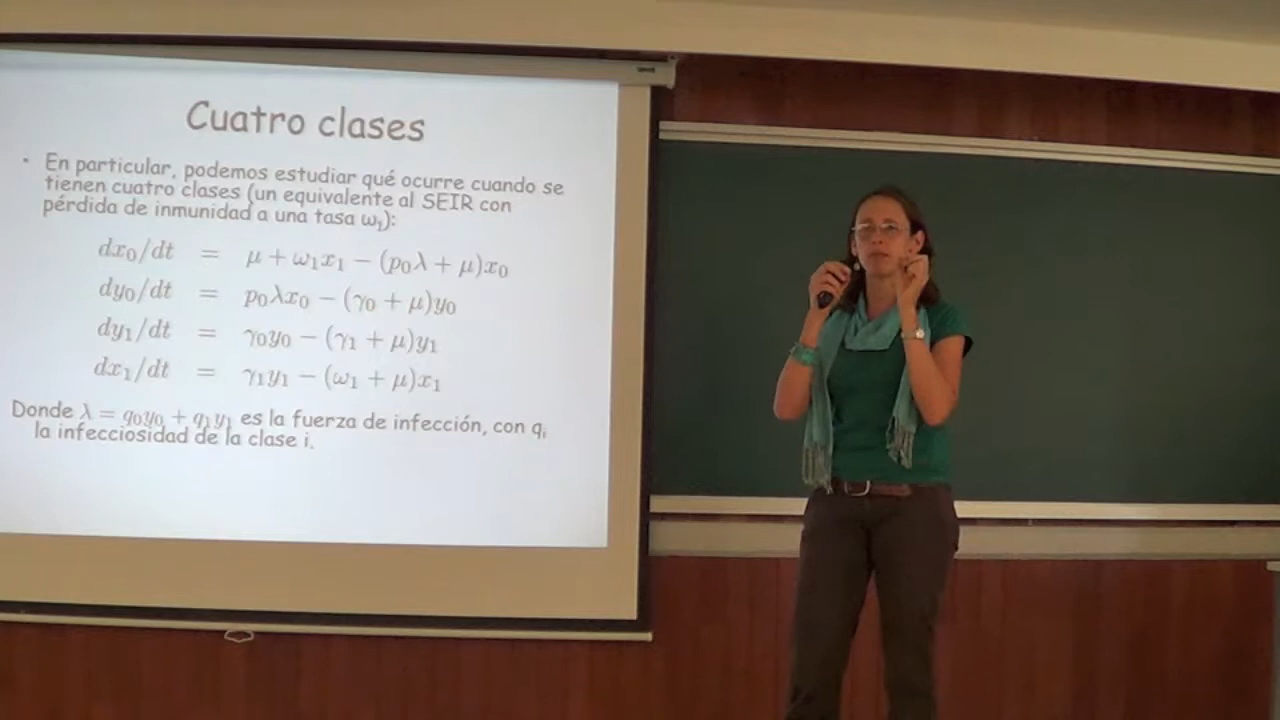 Cuatro clases
• En particular, podemos estudiar qué ocurre cuando se
tienen cuatro clases (un equivalente al SEIR con
pérdida de inmunidad a una tasa ω₁):
dx₀/dt = μ + ω₁x₁ − (p₀λ + μ)x₀
dy₀/dt = p₀λx₀ − (γ₀ + μ)y₀
dy₁/dt = γ₀y₀ − (γ₁ + μ)y₁
dx₁/dt = γ₁y₁ − (ω₁ + μ)x₁
Donde λ = q₀y₀ + q₁y₁ es la fuerza de infección, con qᵢ
la infecciosidad de la clase i.